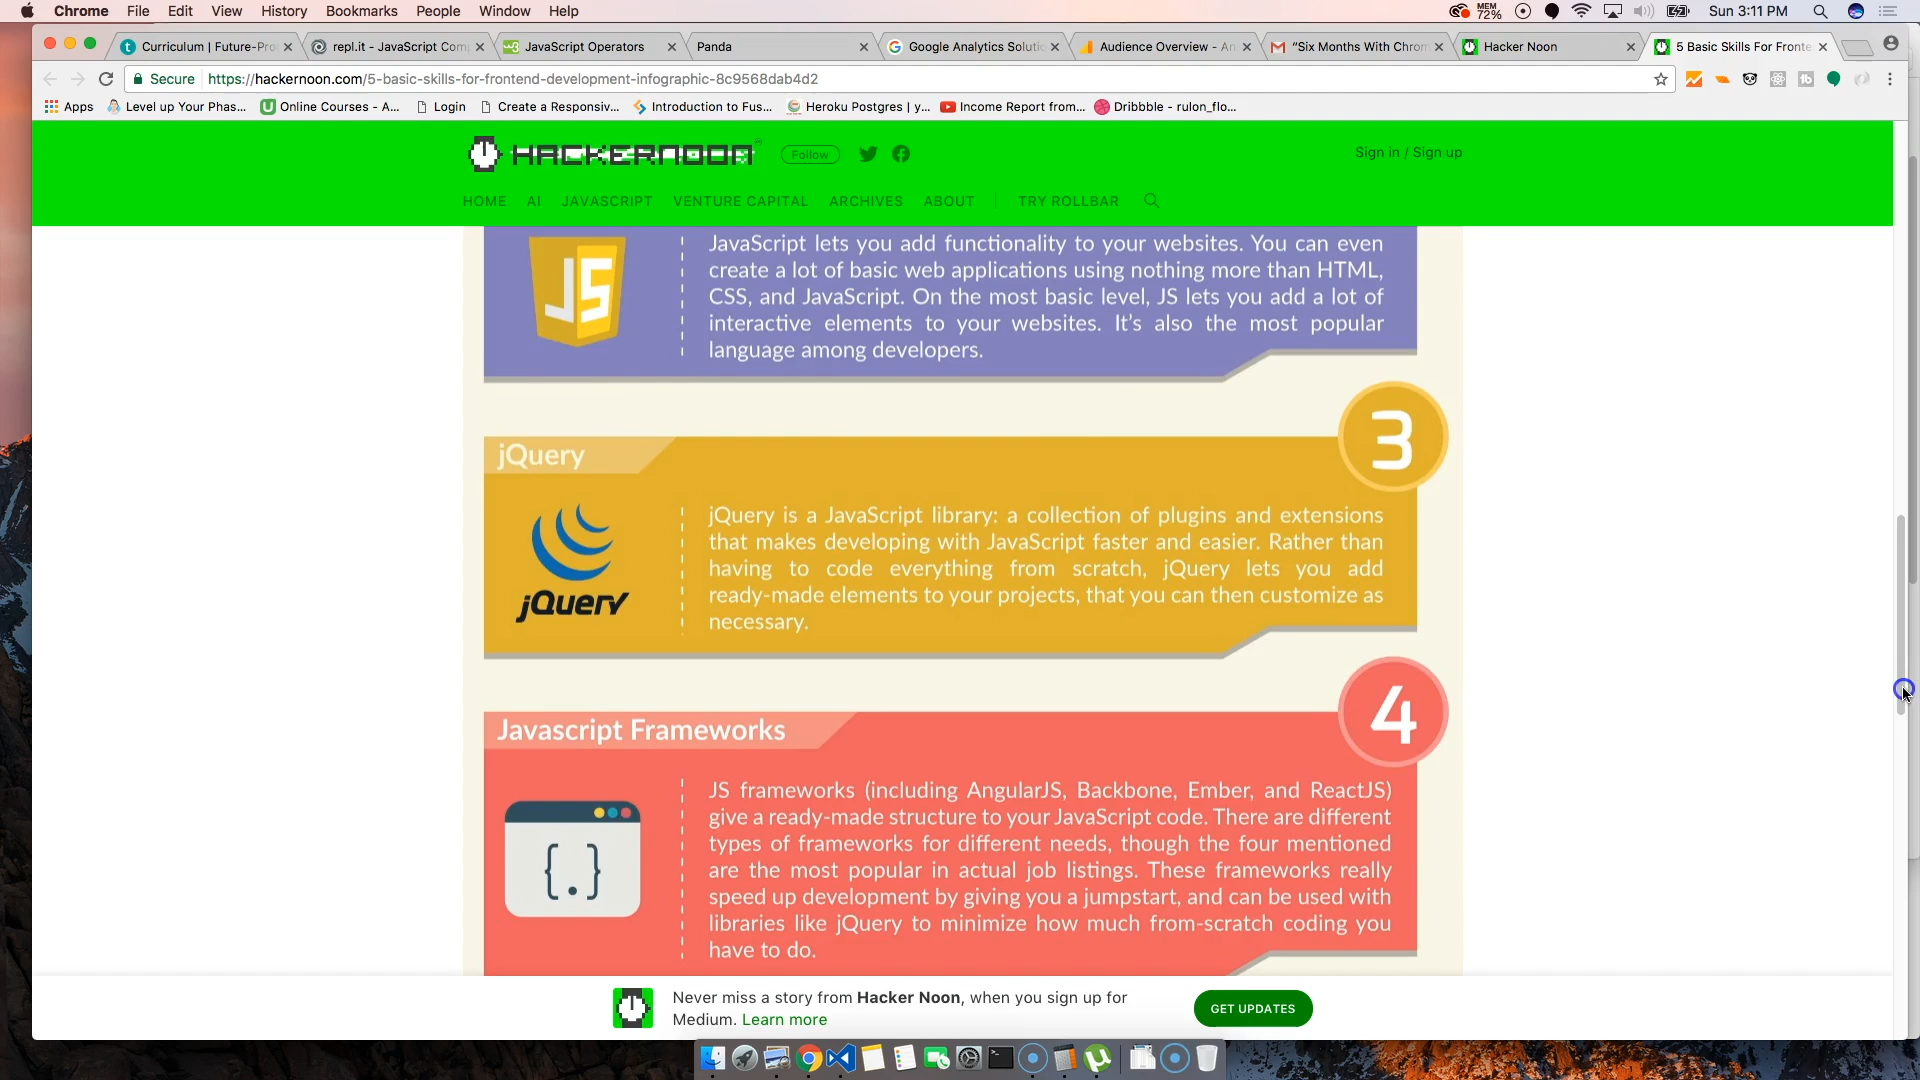 Chrome File Edit View History Bookmarks People Window Help MEM 72% Sun 3:11 PM
Curriculum | Future-Pro repl.it - JavaScript Com JavaScript Operators Panda Google Analytics Soluti Audience Overview - An "Six Months With Chrom Hacker Noon 5 Basic Skills For Fronte
Secure https://hackernoon.com/5-basic-skills-for-frontend-development-infographic-8c9568dab4d2
Apps Level up Your Phas... Online Courses - A... Login Create a Responsiv... Introduction to Fus... Heroku Postgres | y... Income Report from... Dribbble - rulon_flo...
HACKERNOON Follow Sign in / Sign up
HOME AI JAVASCRIPT VENTURE CAPITAL ARCHIVES ABOUT TRY ROLLBAR
JS
JavaScript lets you add functionality to your websites. You can even
create a lot of basic web applications using nothing more than HTML,
CSS, and JavaScript. On the most basic level, JS lets you add a lot of
interactive elements to your websites. It's also the most popular
language among developers.
3
jQuery
jQuery
jQuery is a JavaScript library: a collection of plugins and extensions
that makes developing with JavaScript faster and easier. Rather than
having to code everything from scratch, jQuery lets you add
ready-made elements to your projects, that you can then customize as
necessary.
4
Javascript Frameworks
{.}
JS frameworks (including AngularJS, Backbone, Ember, and ReactJS)
give a ready-made structure to your JavaScript code. There are different
types of frameworks for different needs, though the four mentioned
are the most popular in actual job listings. These frameworks really
speed up development by giving you a jumpstart, and can be used with
libraries like jQuery to minimize how much from-scratch coding you
have to do.
Never miss a story from Hacker Noon, when you sign up for
Medium. Learn more
GET UPDATES